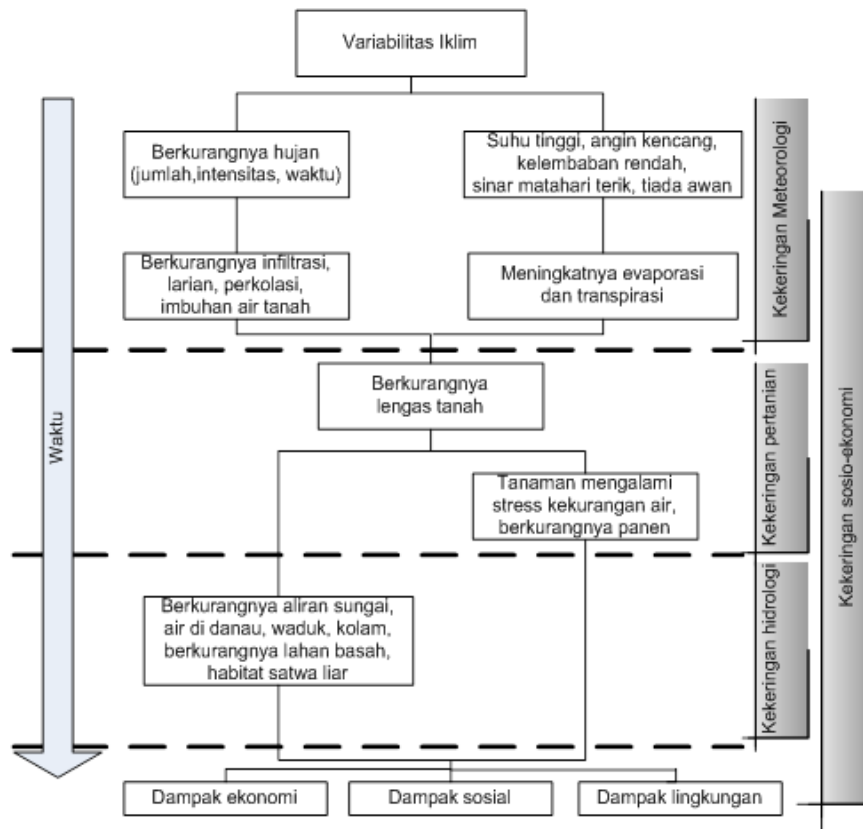 Variabilitas Iklim
Berkurangnya hujan
(jumlah,intensitas, waktu)
Suhu tinggi, angin kencang,
kelembaban rendah,
sinar matahari terik, tiada awan
Berkurangnya infiltrasi,
larian, perkolasi,
imbuhan air tanah
Meningkatnya evaporasi
dan transpirasi
Kekeringan Meteorologi
Berkurangnya
lengas tanah
Tanaman mengalami
stress kekurangan air,
berkurangnya panen
Kekeringan pertanian
Waktu
Kekeringan sosio-ekonomi
Berkurangnya aliran sungai,
air di danau, waduk, kolam,
berkurangnya lahan basah,
habitat satwa liar
Kekeringan hidrologi
Dampak ekonomi
Dampak sosial
Dampak lingkungan